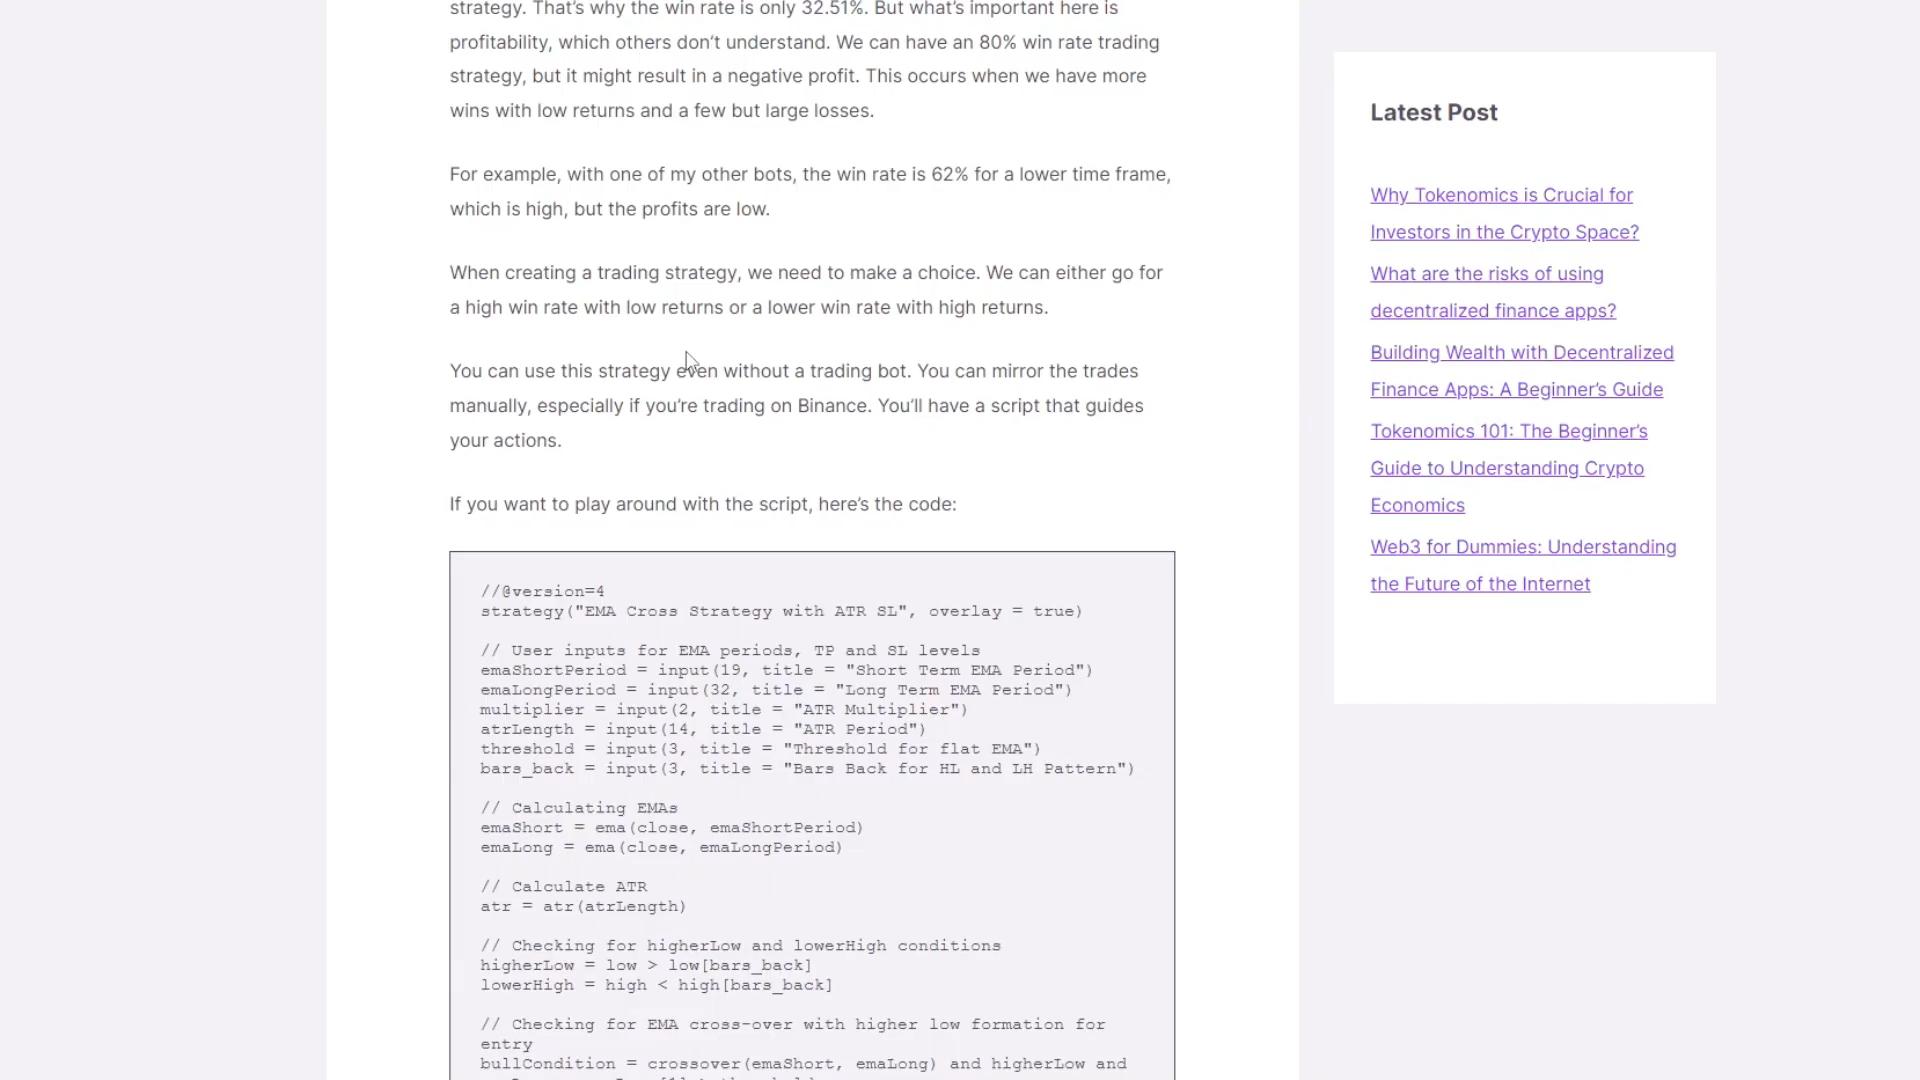 strategy. That's why the win rate is only 32.51%. But what's important here is
profitability, which others don't understand. We can have an 80% win rate trading
strategy, but it might result in a negative profit. This occurs when we have more
wins with low returns and a few but large losses.
For example, with one of my other bots, the win rate is 62% for a lower time frame,
which is high, but the profits are low.
When creating a trading strategy, we need to make a choice. We can either go for
a high win rate with low returns or a lower win rate with high returns.
You can use this strategy even without a trading bot. You can mirror the trades
manually, especially if you're trading on Binance. You'll have a script that guides
your actions.
If you want to play around with the script, here's the code:
//@version=4
strategy("EMA Cross Strategy with ATR SL", overlay = true)
// User inputs for EMA periods, TP and SL levels
emaShortPeriod = input(19, title = "Short Term EMA Period")
emaLongPeriod = input(32, title = "Long Term EMA Period")
multiplier = input(2, title = "ATR Multiplier")
atrLength = input(14, title = "ATR Period")
threshold = input(3, title = "Threshold for flat EMA")
bars_back = input(3, title = "Bars Back for HL and LH Pattern")
// Calculating EMAs
emaShort = ema(close, emaShortPeriod)
emaLong = ema(close, emaLongPeriod)
// Calculate ATR
atr = atr(atrLength)
// Checking for higherLow and lowerHigh conditions
higherLow = low > low[bars_back]
lowerHigh = high < high[bars_back]
// Checking for EMA cross-over with higher low formation for
entry
bullCondition = crossover(emaShort, emaLong) and higherLow and
Latest Post
Why Tokenomics is Crucial for
Investors in the Crypto Space?
What are the risks of using
decentralized finance apps?
Building Wealth with Decentralized
Finance Apps: A Beginner's Guide
Tokenomics 101: The Beginner's
Guide to Understanding Crypto
Economics
Web3 for Dummies: Understanding
the Future of the Internet